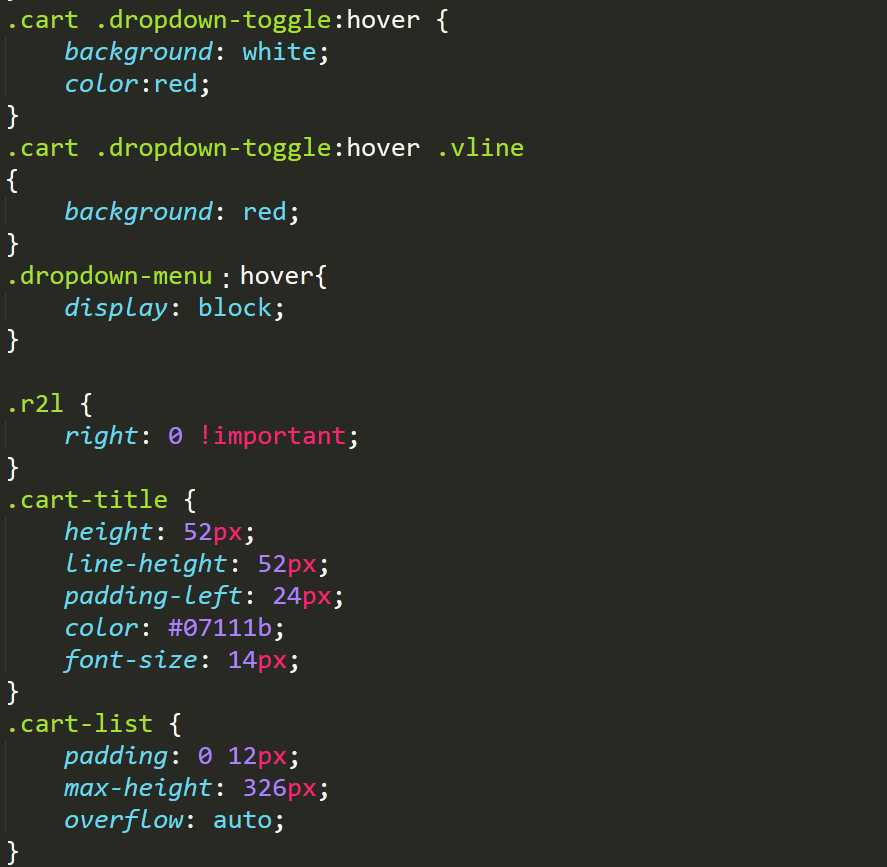 .cart .dropdown-toggle:hover {
    background: white;
    color:red;
}
.cart .dropdown-toggle:hover .vline
{
    background: red;
}
.dropdown-menu：hover{
    display: block;
}

.r2l {
    right: 0 !important;
}
.cart-title {
    height: 52px;
    line-height: 52px;
    padding-left: 24px;
    color: #07111b;
    font-size: 14px;
}
.cart-list {
    padding: 0 12px;
    max-height: 326px;
    overflow: auto;
}